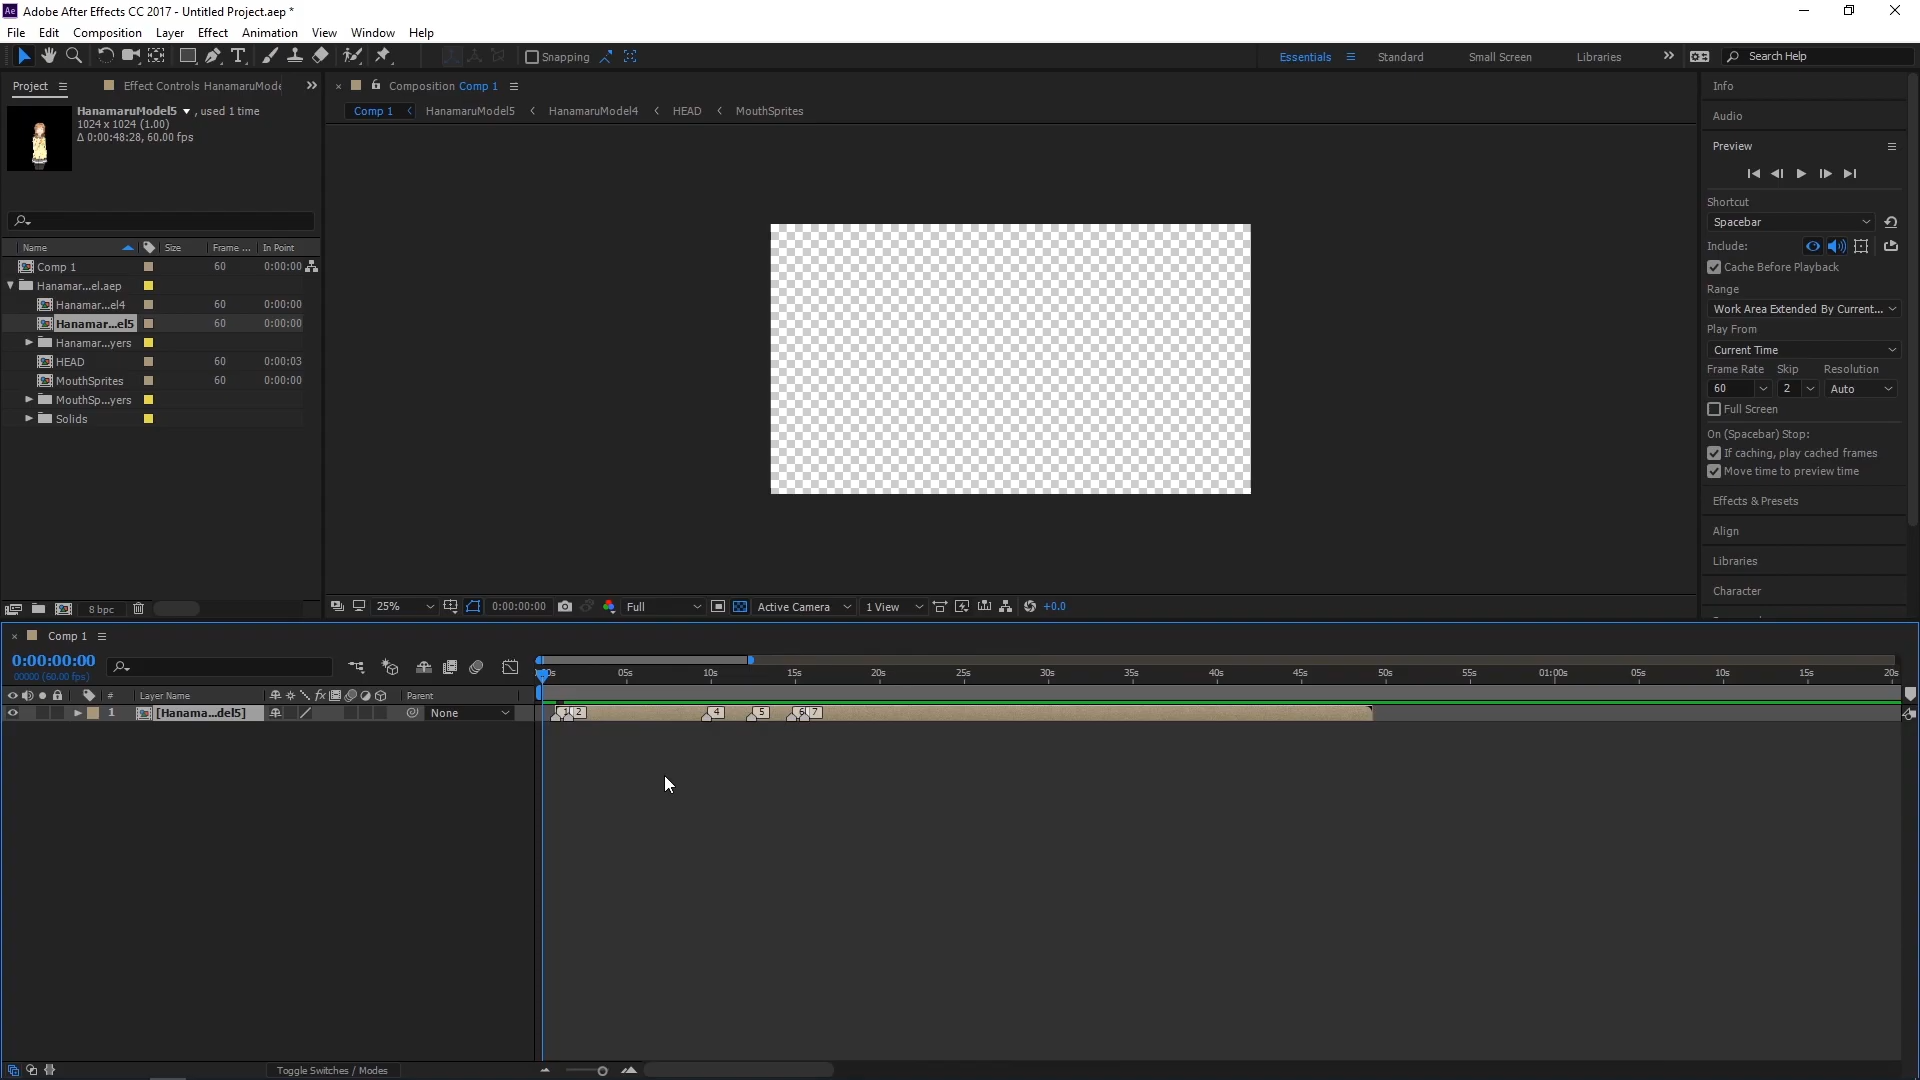 Ae Adobe After Effects CC 2017 - Untitled Project.aep *
File Edit Composition Layer Effect Animation View Window Help
Snapping Essentials Standard Small Screen Libraries Search Help
Project Effect Controls HanamaruMode
HanamaruModel5 , used 1 time
1024 x 1024 (1.00)
Δ 0:00:48:28, 60.00 fps
Name Size Frame ... In Point
Comp 1 60 0:00:00
Hanamar...el.aep
Hanamar...el4 60 0:00:00
Hanamar...el5 60 0:00:00
Hanamar...yers
HEAD 60 0:00:03
MouthSprites 60 0:00:00
MouthSp...yers
Solids
8 bpc
Composition Comp 1
Comp 1 HanamaruModel5 HanamaruModel4 HEAD MouthSprites
25% 0:00:00:00 Full Active Camera 1 View +0.0
Info
Audio
Preview
Shortcut
Spacebar
Include:
Cache Before Playback
Range
Work Area Extended By Current...
Play From
Current Time
Frame Rate Skip Resolution
60 2 Auto
Full Screen
On (Spacebar) Stop:
If caching, play cached frames
Move time to preview time
Effects & Presets
Align
Libraries
Character
Comp 1
0:00:00:00
00000 (60.00 fps)
05s 10s 15s 20s 25s 30s 35s 40s 45s 50s 55s 01:00s 05s 10s 15s 20s
# Layer Name fx Parent
1 [Hanama...del5] None 1 2 4 5 6 7
Toggle Switches / Modes